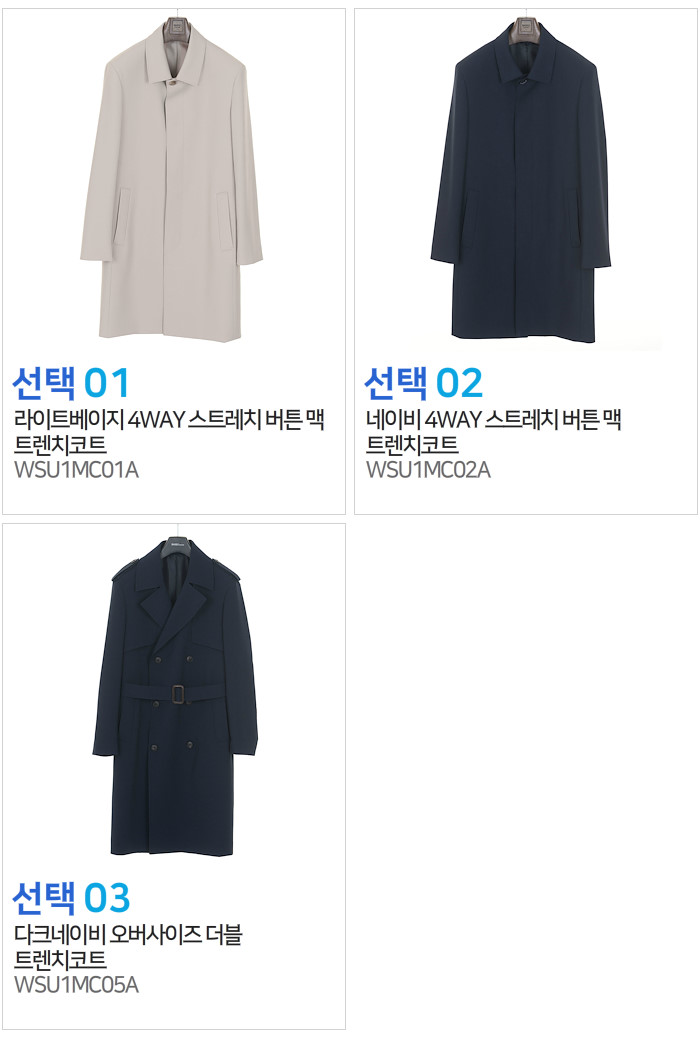 선택 01
라이트베이지 4WAY 스트레치 버튼 맥
트렌치코트
WSU1MC01A
선택 02
네이비 4WAY 스트레치 버튼 맥
트렌치코트
WSU1MC02A
선택 03
다크네이비 오버사이즈 더블
트렌치코트
WSU1MC05A